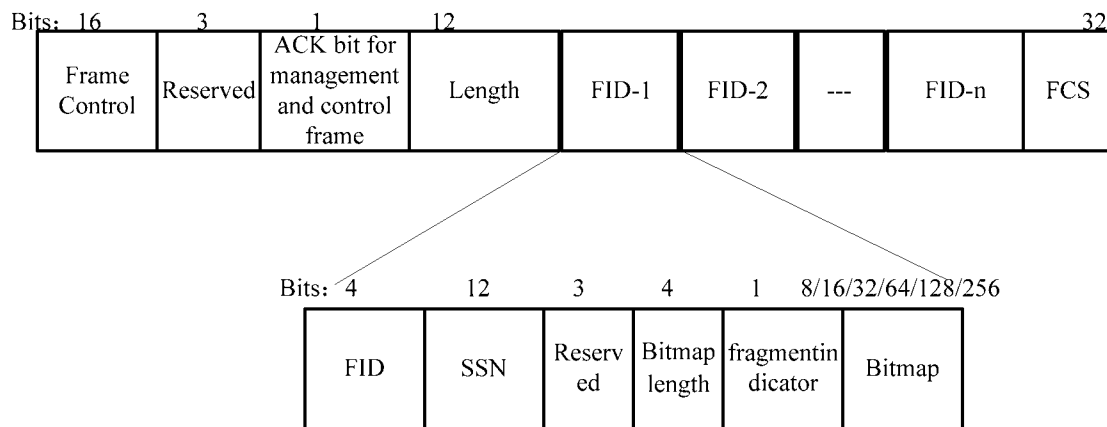 Bits: 16 3 1 12 32
Frame Control
Reserved
ACK bit for management and control frame
Length
FID-1
FID-2
---
FID-n
FCS
Bits: 4 12 3 4 1 8/16/32/64/128/256
FID
SSN
Reserv
ed
Bitmap
length
fragmentin
dicator
Bitmap